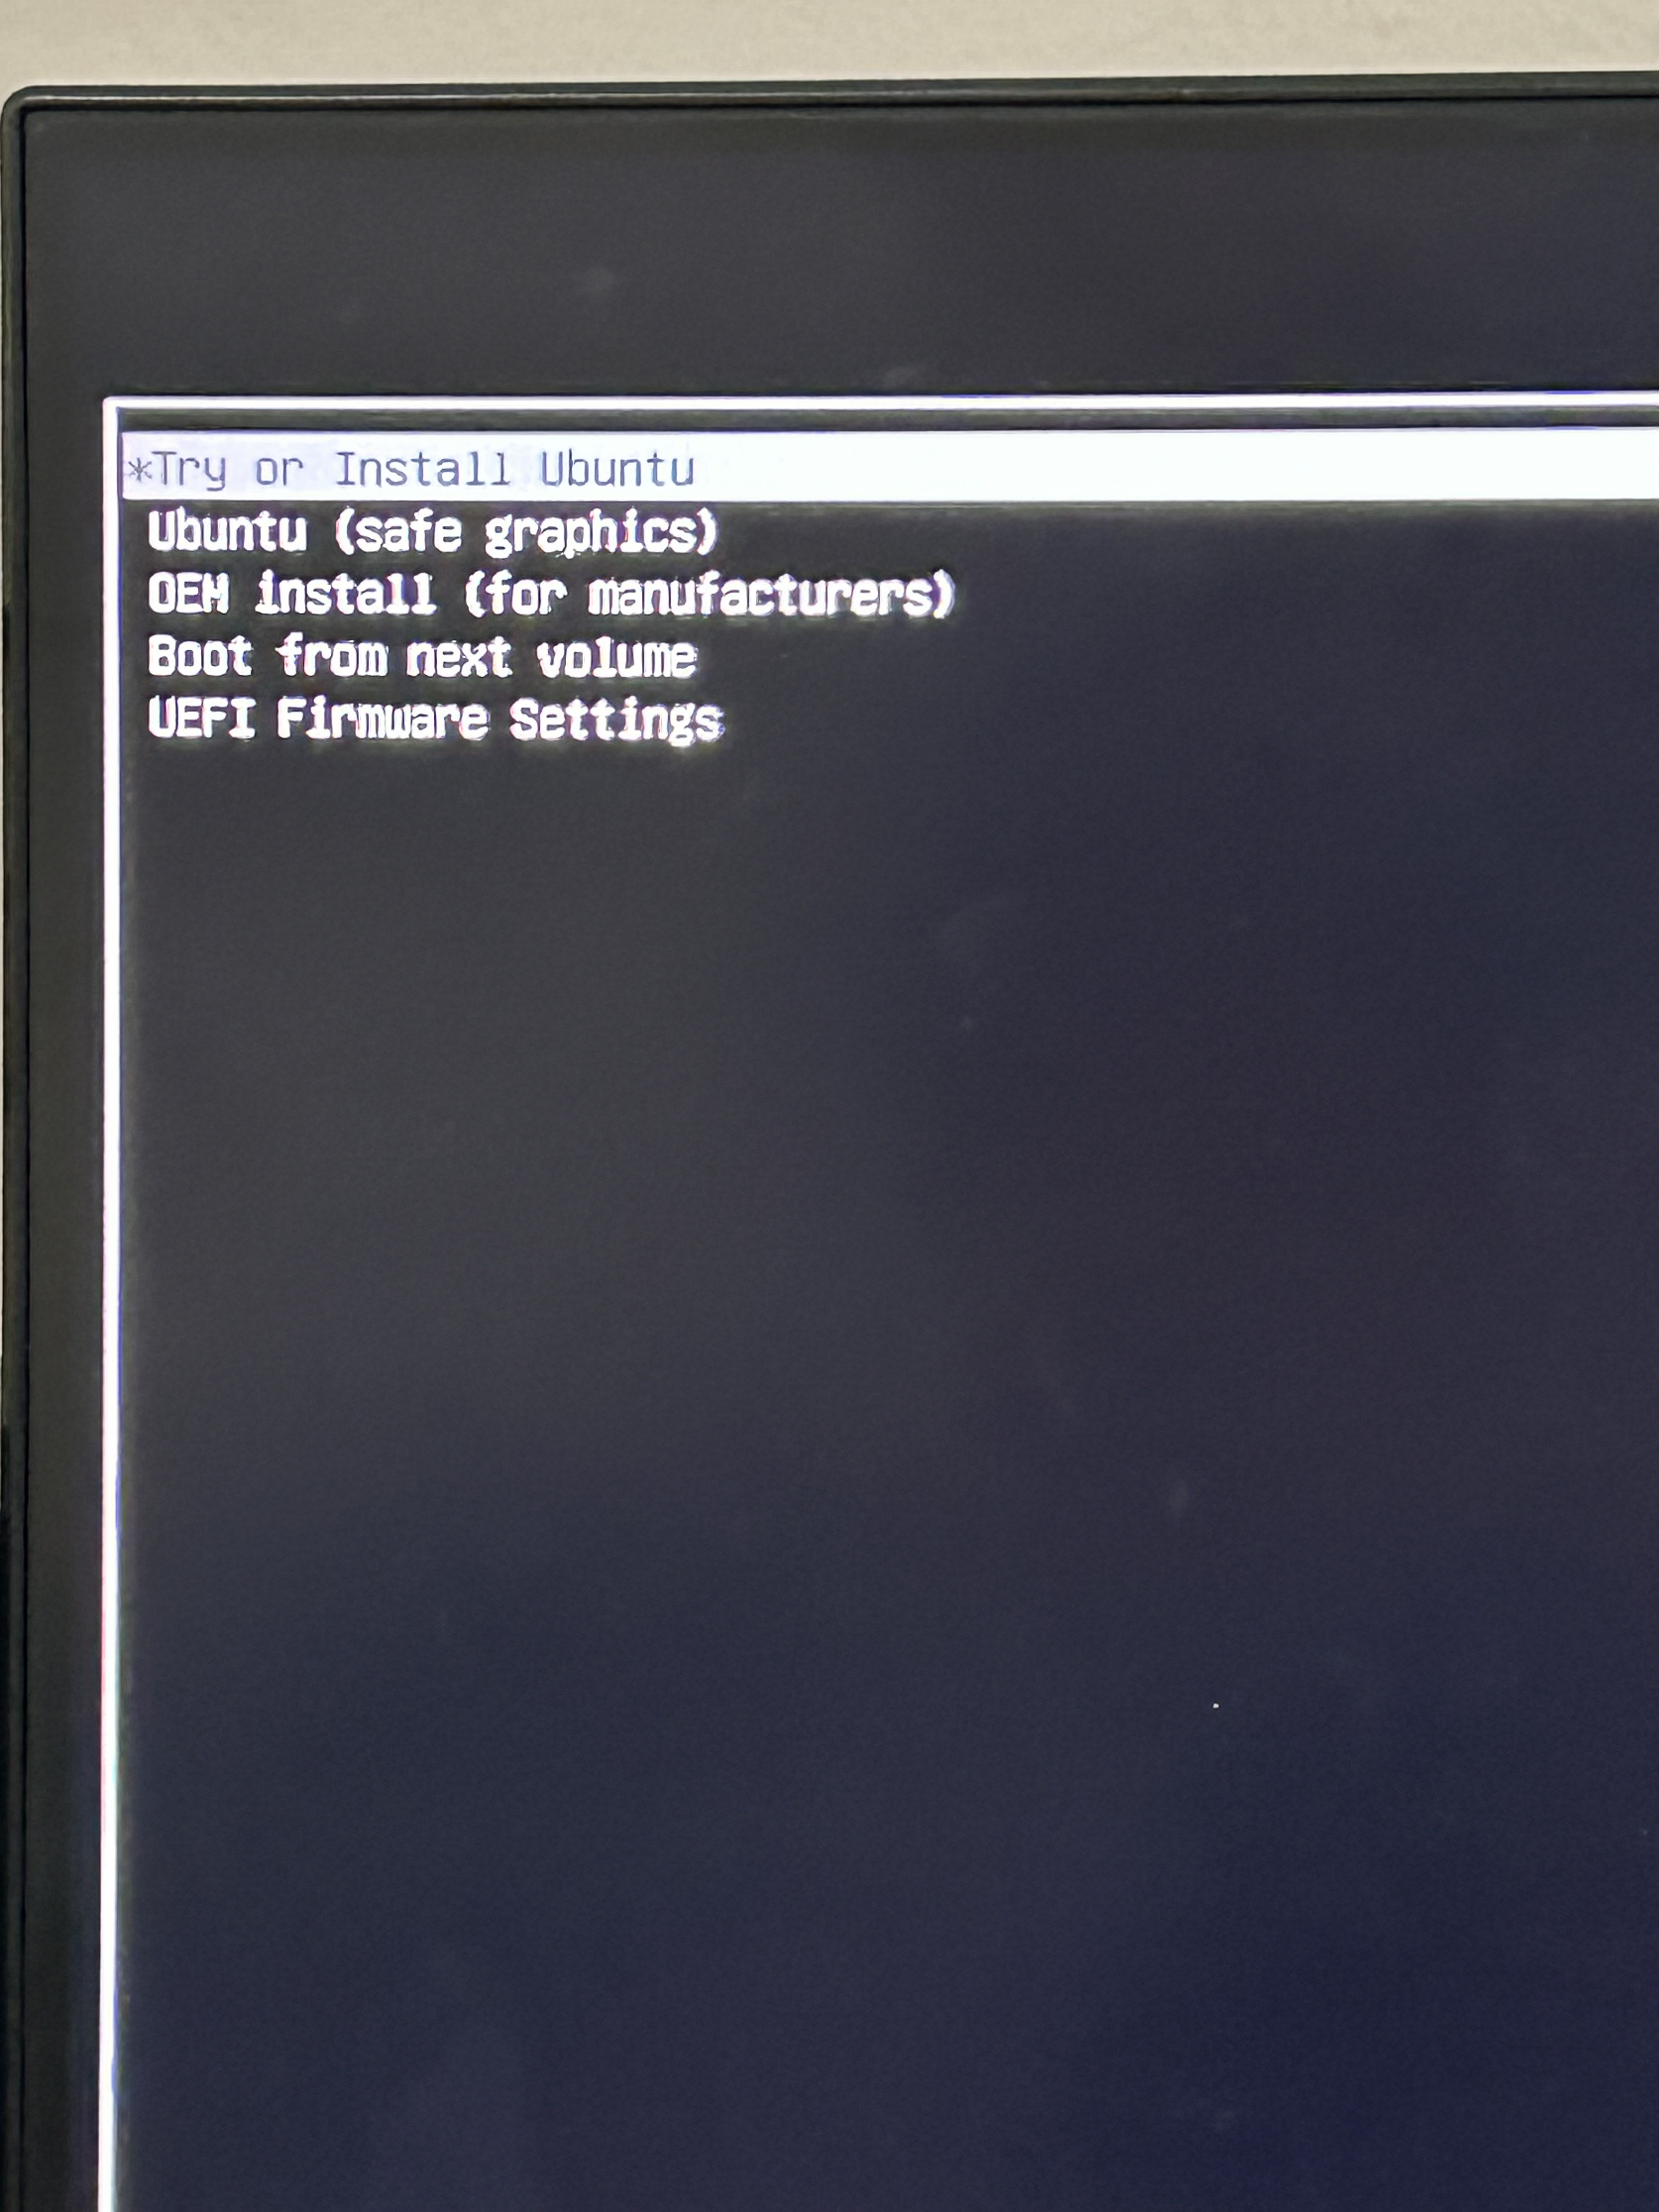 *Try or Install Ubuntu
Ubuntu (safe graphics)
OEM install (for manufacturers)
Boot from next volume
UEFI Firmware Settings